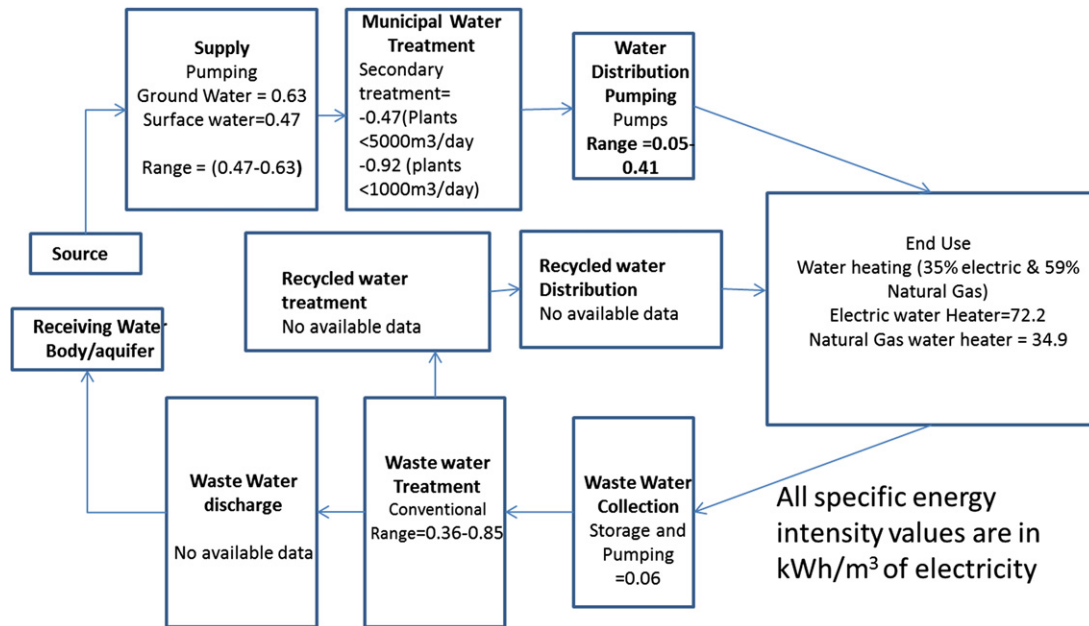 Supply
Pumping
Ground Water = 0.63
Surface water=0.47
Range = (0.47-0.63)
Municipal Water
Treatment
Secondary
treatment=
-0.47(Plants
<5000m3/day
-0.92 (plants
<1000m3/day)
Water
Distribution
Pumping
Pumps
Range =0.05-
0.41
Source
Recycled water
treatment
No available data
Recycled water
Distribution
No available data
End Use
Water heating (35% electric & 59%
Natural Gas)
Electric water Heater=72.2
Natural Gas water heater = 34.9
Receiving Water
Body/aquifer
Waste Water
discharge
No available data
Waste water
Treatment
Conventional
Range=0.36-0.85
Waste Water
Collection
Storage and
Pumping
=0.06
All specific energy
intensity values are in
kWh/m³ of electricity